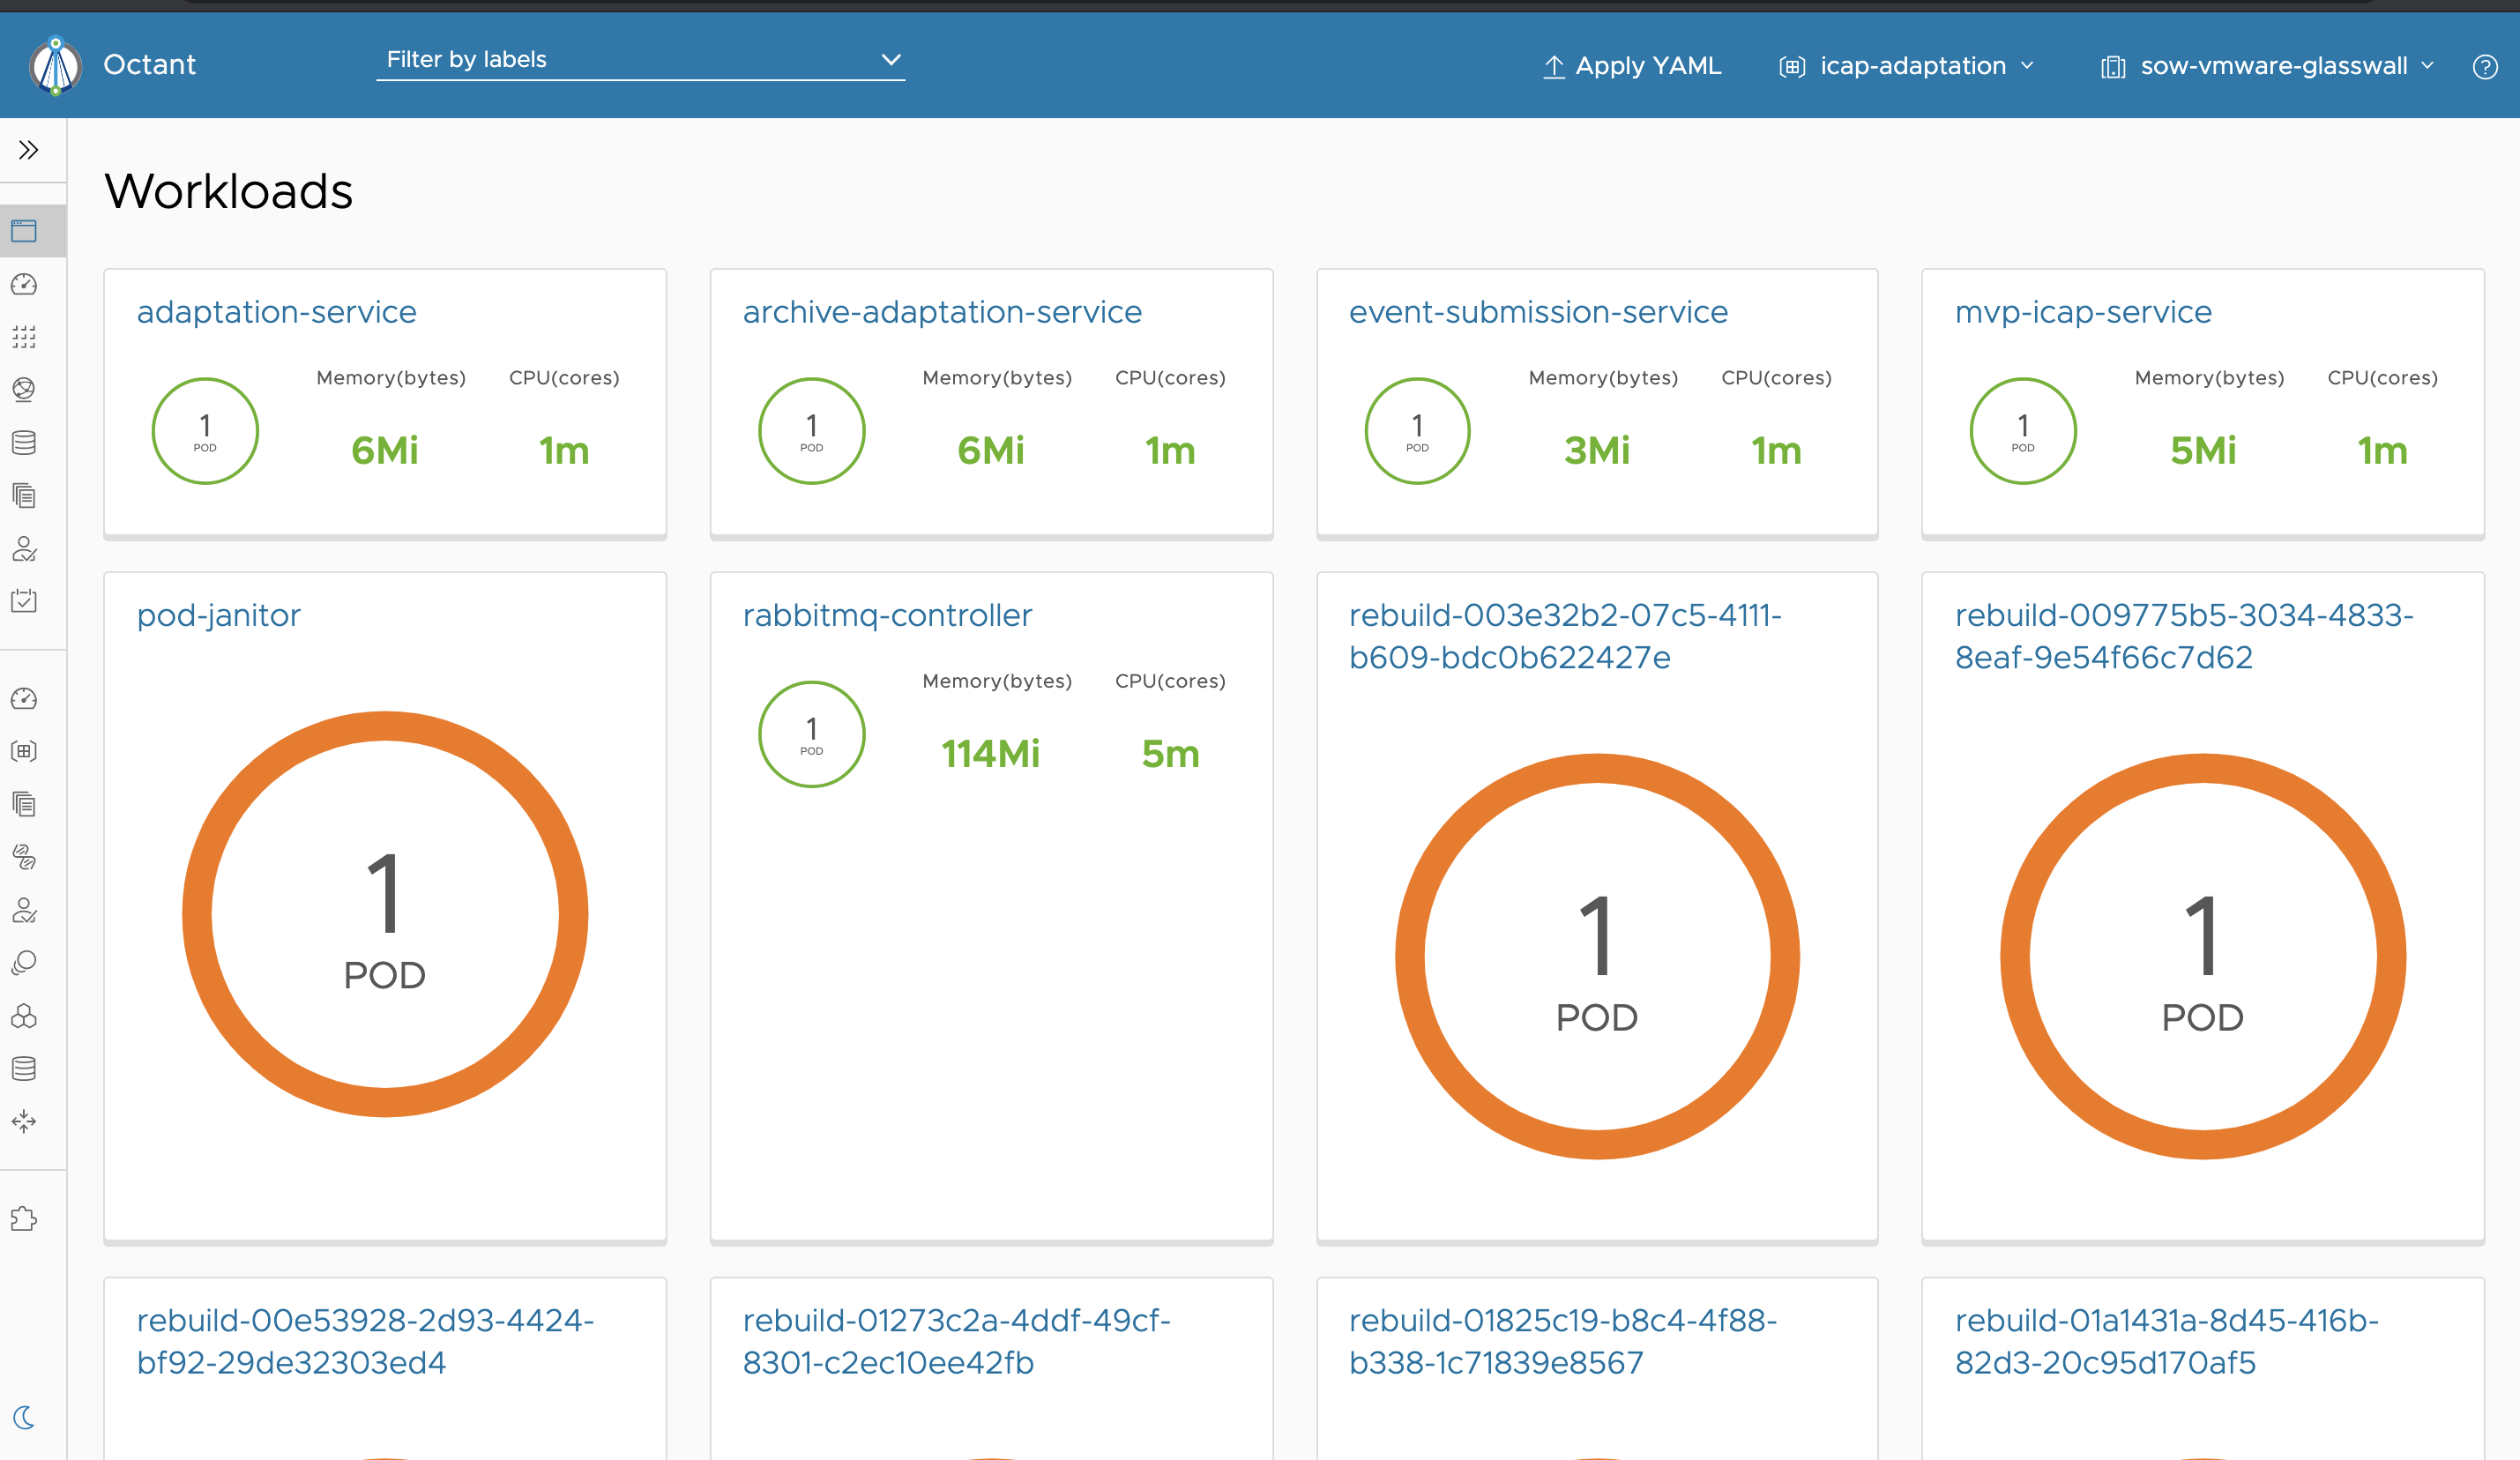 Octant
Filter by labels
Apply YAML
icap-adaptation
sow-vmware-glasswall
Workloads
adaptation-service
Memory(bytes) CPU(cores)
1
POD
6Mi 1m
archive-adaptation-service
Memory(bytes) CPU(cores)
1
POD
6Mi 1m
event-submission-service
Memory(bytes) CPU(cores)
1
POD
3Mi 1m
mvp-icap-service
Memory(bytes) CPU(cores)
1
POD
5Mi 1m
pod-janitor
1
POD
rabbitmq-controller
Memory(bytes) CPU(cores)
1
POD
114Mi 5m
rebuild-003e32b2-07c5-4111-
b609-bdc0b622427e
1
POD
rebuild-009775b5-3034-4833-
8eaf-9e54f66c7d62
1
POD
rebuild-00e53928-2d93-4424-
bf92-29de32303ed4
rebuild-01273c2a-4ddf-49cf-
8301-c2ec10ee42fb
rebuild-01825c19-b8c4-4f88-
b338-1c71839e8567
rebuild-01a1431a-8d45-416b-
82d3-20c95d170af5